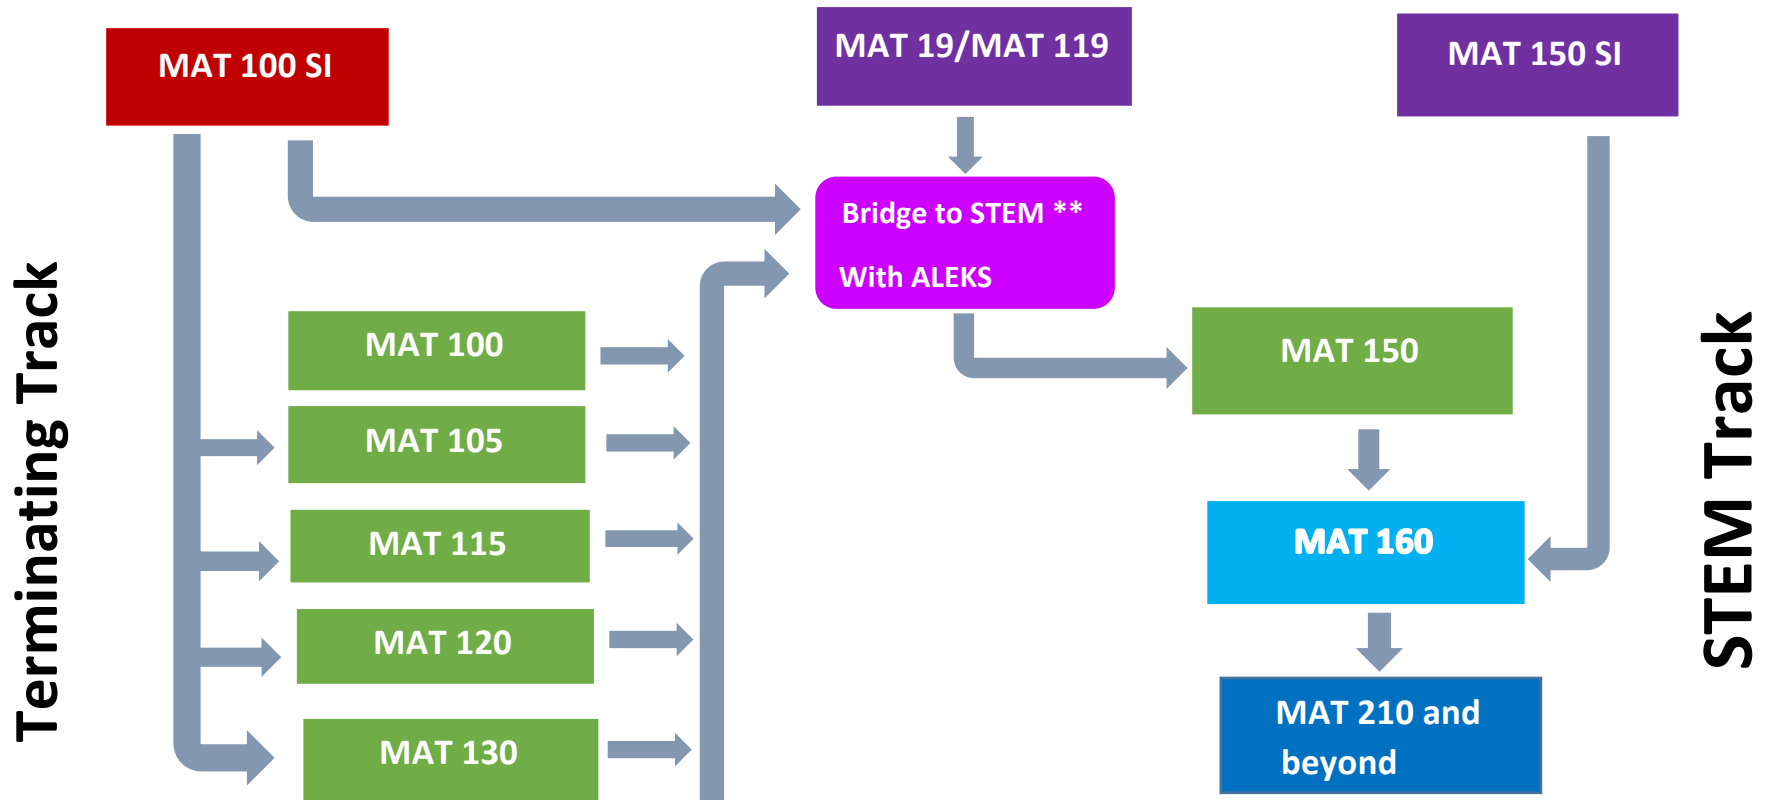 MAT 100 SI
MAT 19/MAT 119
MAT 150 SI
Bridge to STEM **
With ALEKS
Terminating Track
MAT 100
MAT 105
MAT 115
MAT 120
MAT 130
MAT 150
MAT 160
MAT 210 and
beyond
STEM Track